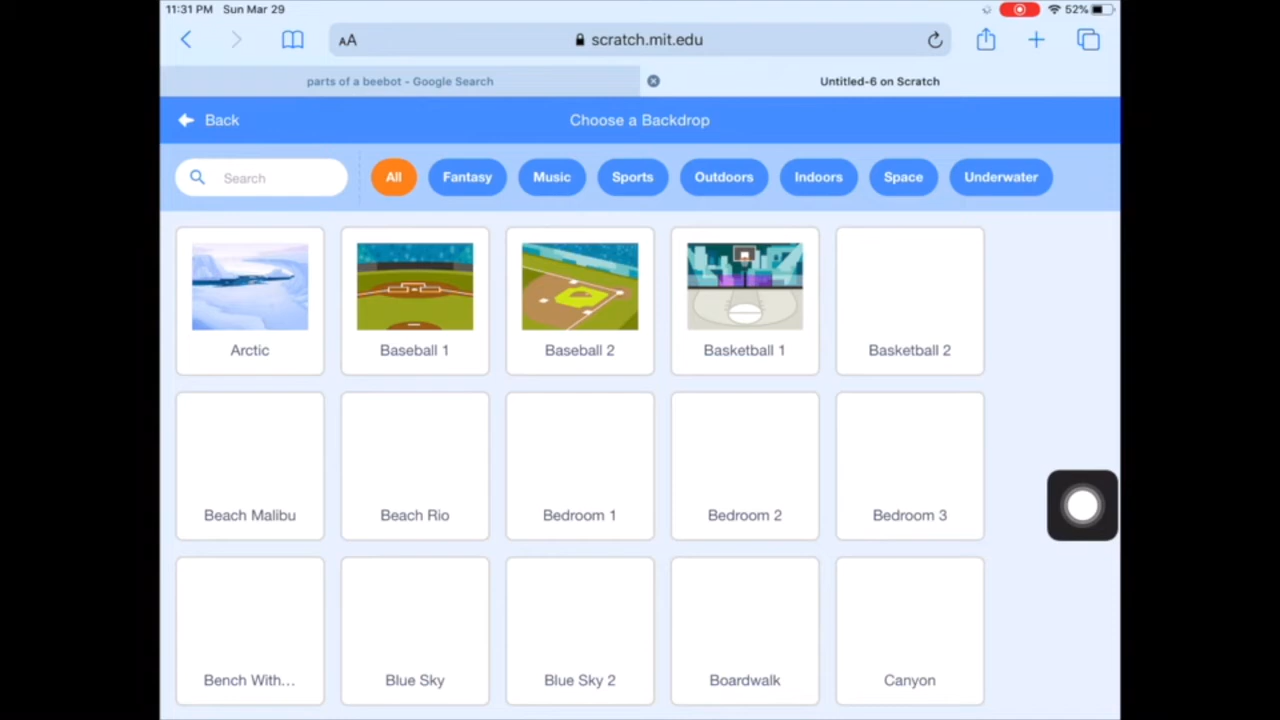 11:31 PM Sun Mar 29 52%
AA scratch.mit.edu
parts of a beebot - Google Search Untitled-6 on Scratch
Back Choose a Backdrop
Search All Fantasy Music Sports Outdoors Indoors Space Underwater
Arctic Baseball 1 Baseball 2 Basketball 1 Basketball 2
Beach Malibu Beach Rio Bedroom 1 Bedroom 2 Bedroom 3
Bench With... Blue Sky Blue Sky 2 Boardwalk Canyon